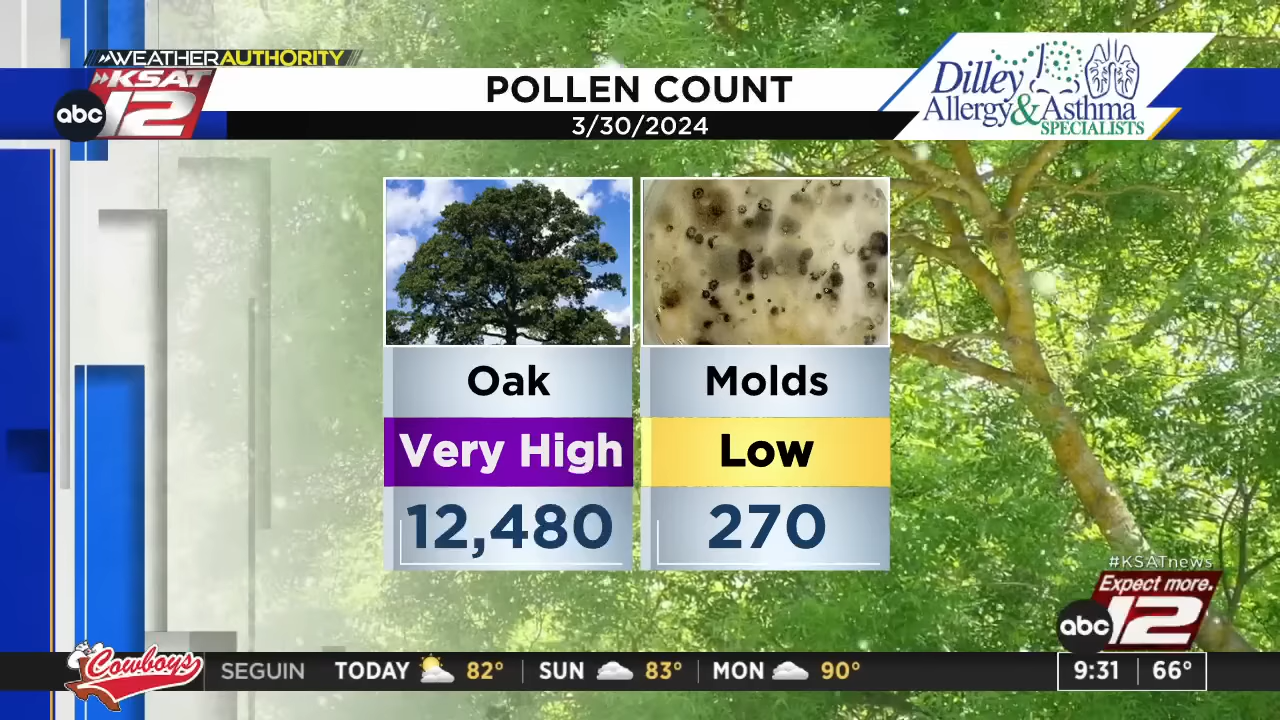 WEATHER AUTHORITY
KSAT
abc 12
POLLEN COUNT
3/30/2024
Dilley
Allergy & Asthma
SPECIALISTS
Oak
Very High
12,480
Molds
Low
270
#KSATnews
Expect more.
abc 12
Cowboys
SEGUIN TODAY 82° SUN 83° MON 90°
9:31 66°